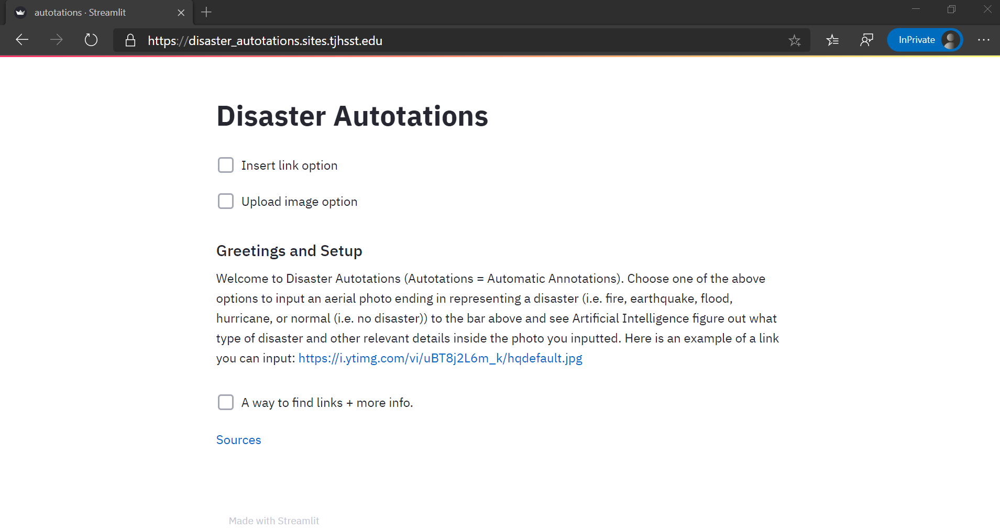 autotations · Streamlit
https://disaster_autotations.sites.tjhsst.edu
InPrivate
Disaster Autotations
Insert link option
Upload image option
Greetings and Setup
Welcome to Disaster Autotations (Autotations = Automatic Annotations). Choose one of the above
options to input an aerial photo ending in representing a disaster (i.e. fire, earthquake, flood,
hurricane, or normal (i.e. no disaster)) to the bar above and see Artificial Intelligence figure out what
type of disaster and other relevant details inside the photo you inputted. Here is an example of a link
you can input: https://i.ytimg.com/vi/uBT8j2L6m_k/hqdefault.jpg
A way to find links + more info.
Sources
Made with Streamlit